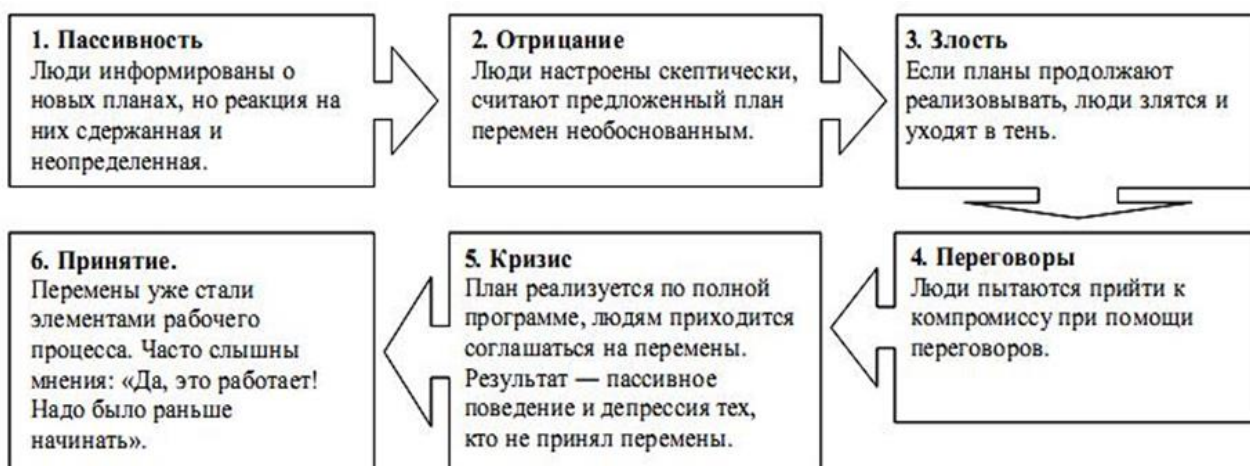 1. Пассивность
Люди информированы о
новых планах, но реакция на
них сдержанная и
неопределенная.
2. Отрицание
Люди настроены скептически,
считают предложенный план
перемен необоснованным.
3. Злость
Если планы продолжают
реализовывать, люди злятся и
уходят в тень.
4. Переговоры
Люди пытаются прийти к
компромиссу при помощи
переговоров.
5. Кризис
План реализуется по полной
программе, людям приходится
соглашаться на перемены.
Результат — пассивное
поведение и депрессия тех,
кто не принял перемены.
6. Принятие.
Перемены уже стали
элементами рабочего
процесса. Часто слышны
мнения: «Да, это работает!
Надо было раньше
начинать».